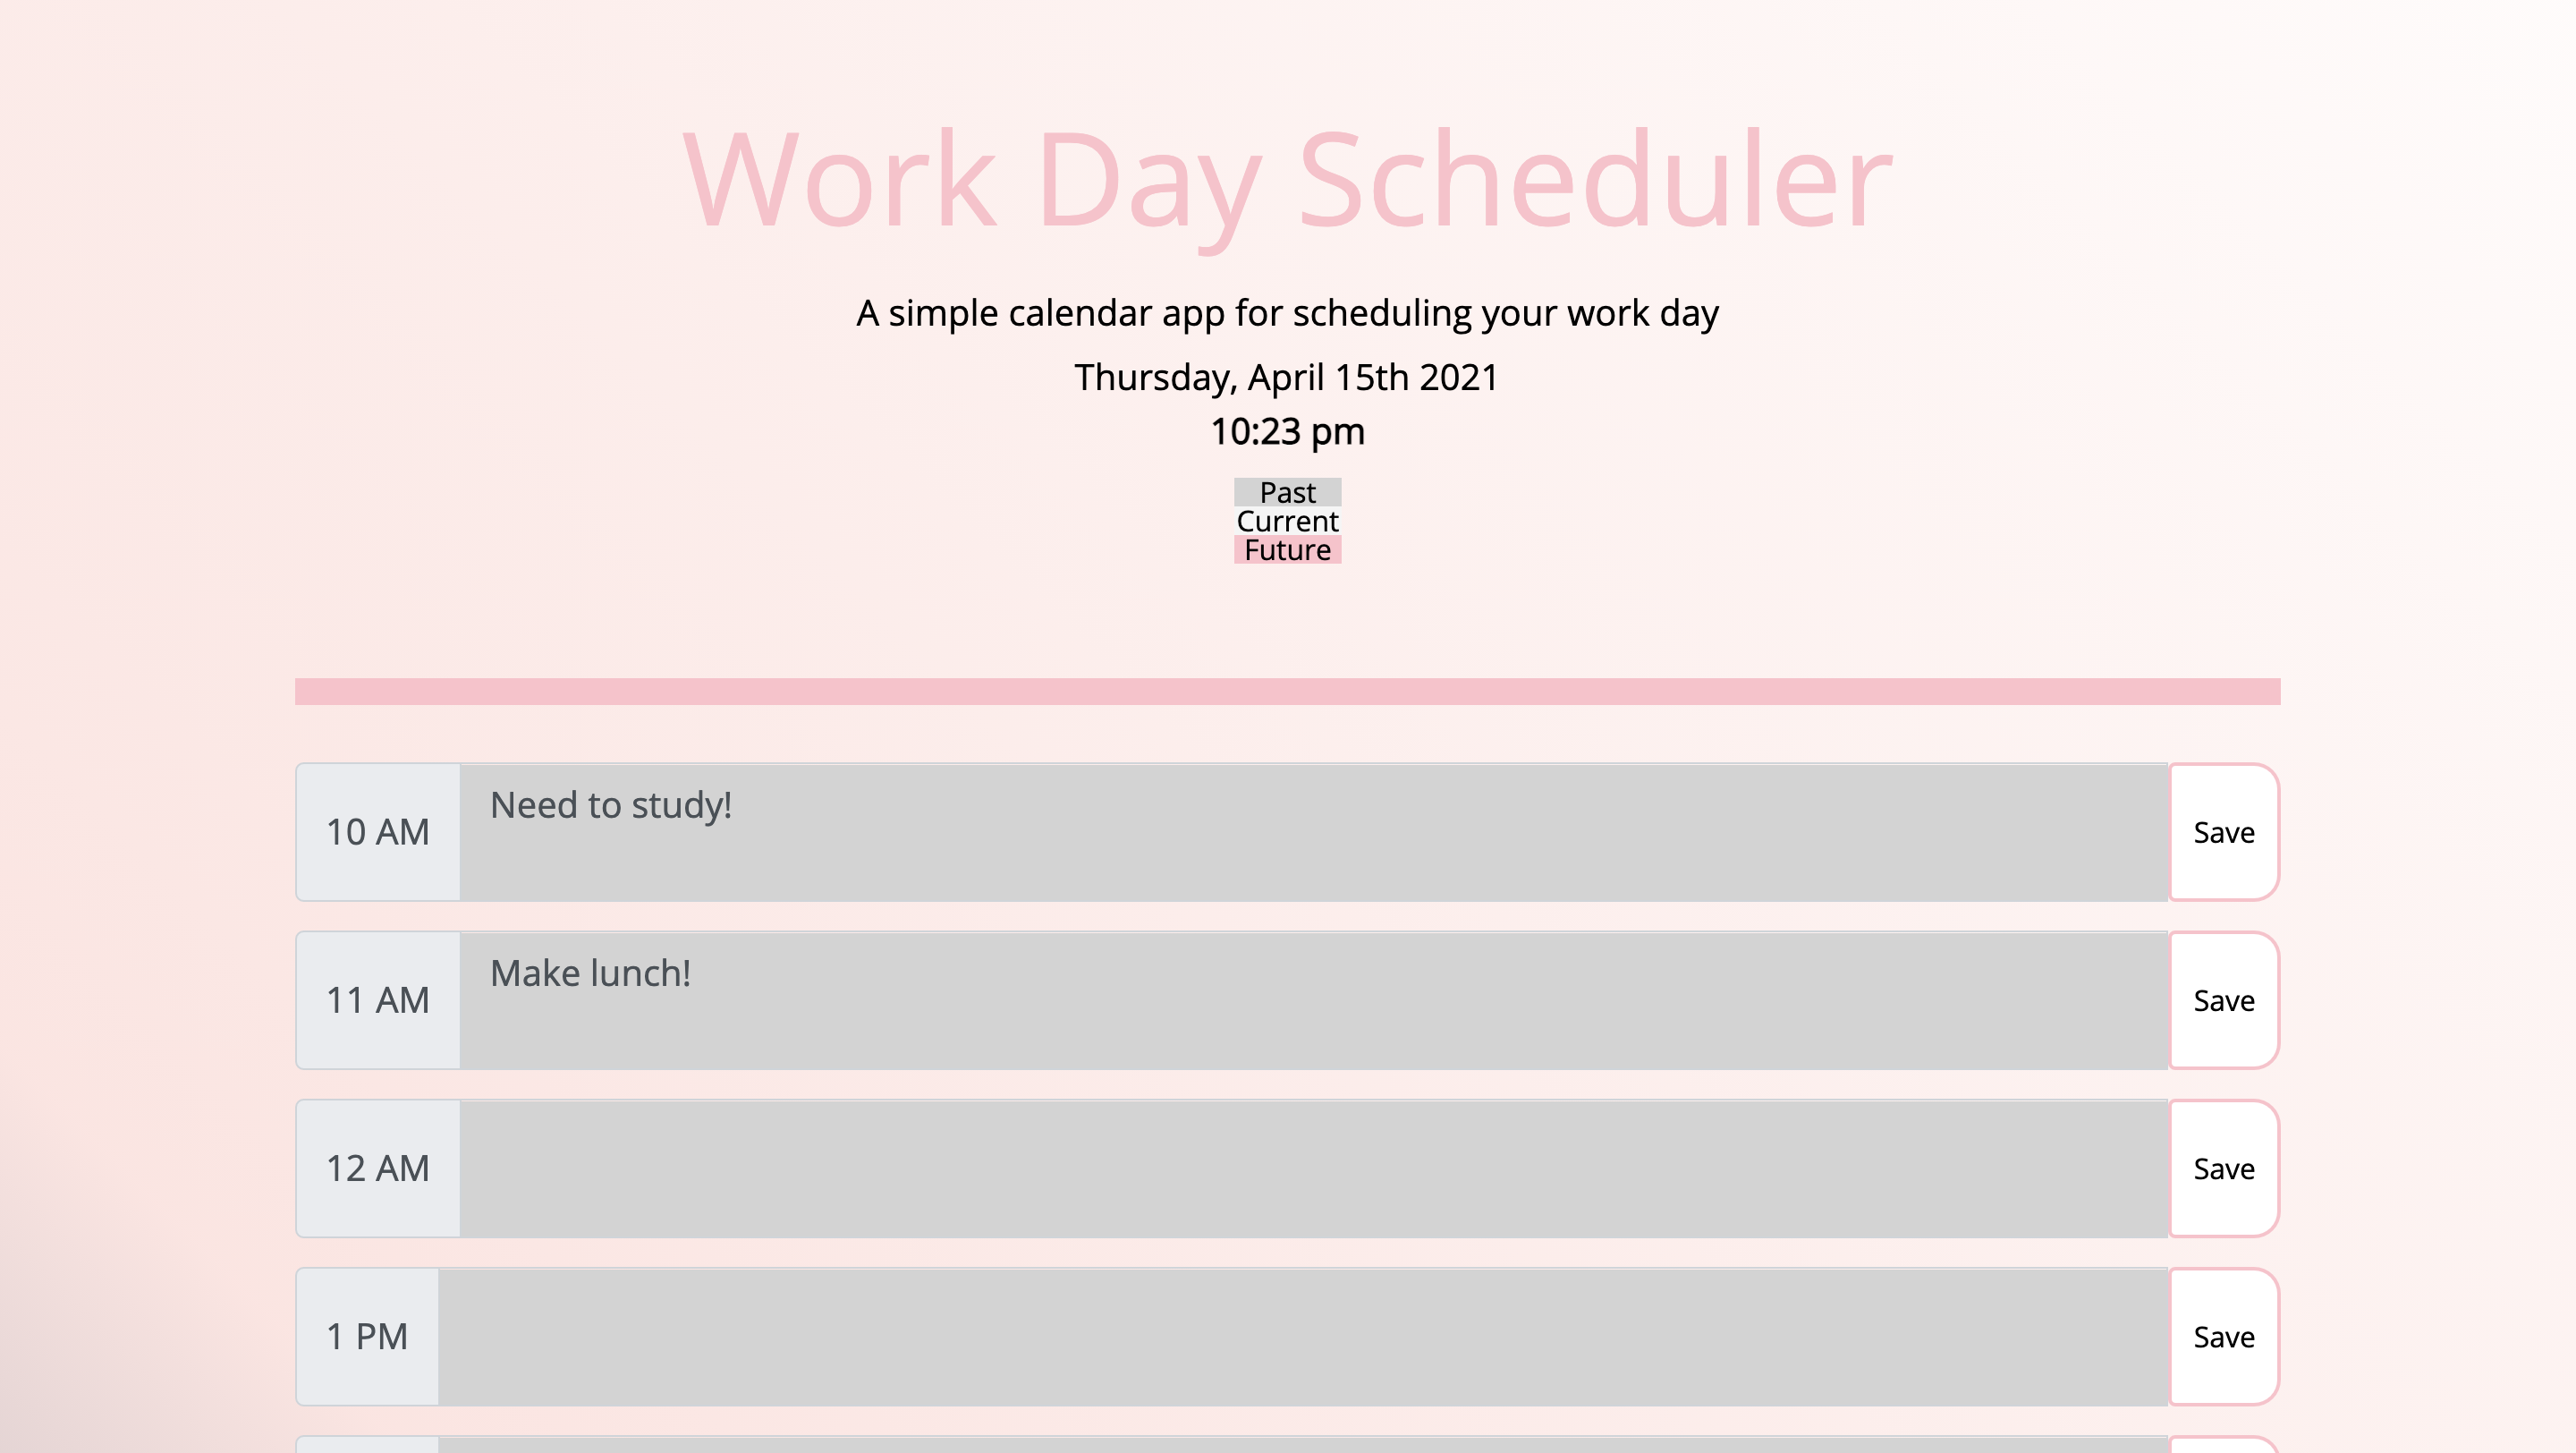 Work Day Scheduler
A simple calendar app for scheduling your work day
Thursday, April 15th 2021
10:23 pm
Past
Current
Future
10 AM
Need to study!
Save
11 AM
Make lunch!
Save
12 AM
Save
1 PM
Save